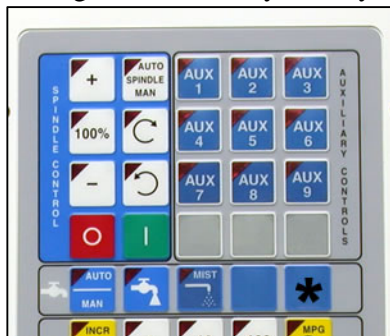 SPINDLE CONTROL
+
AUTO
SPINDLE
MAN
100%
-
O
I
AUX
1
AUX
2
AUX
3
AUX
4
AUX
5
AUX
6
AUX
7
AUX
8
AUX
9
AUXILIARY CONTROLS
AUTO
MAN
MIST
*
INCR
MPG